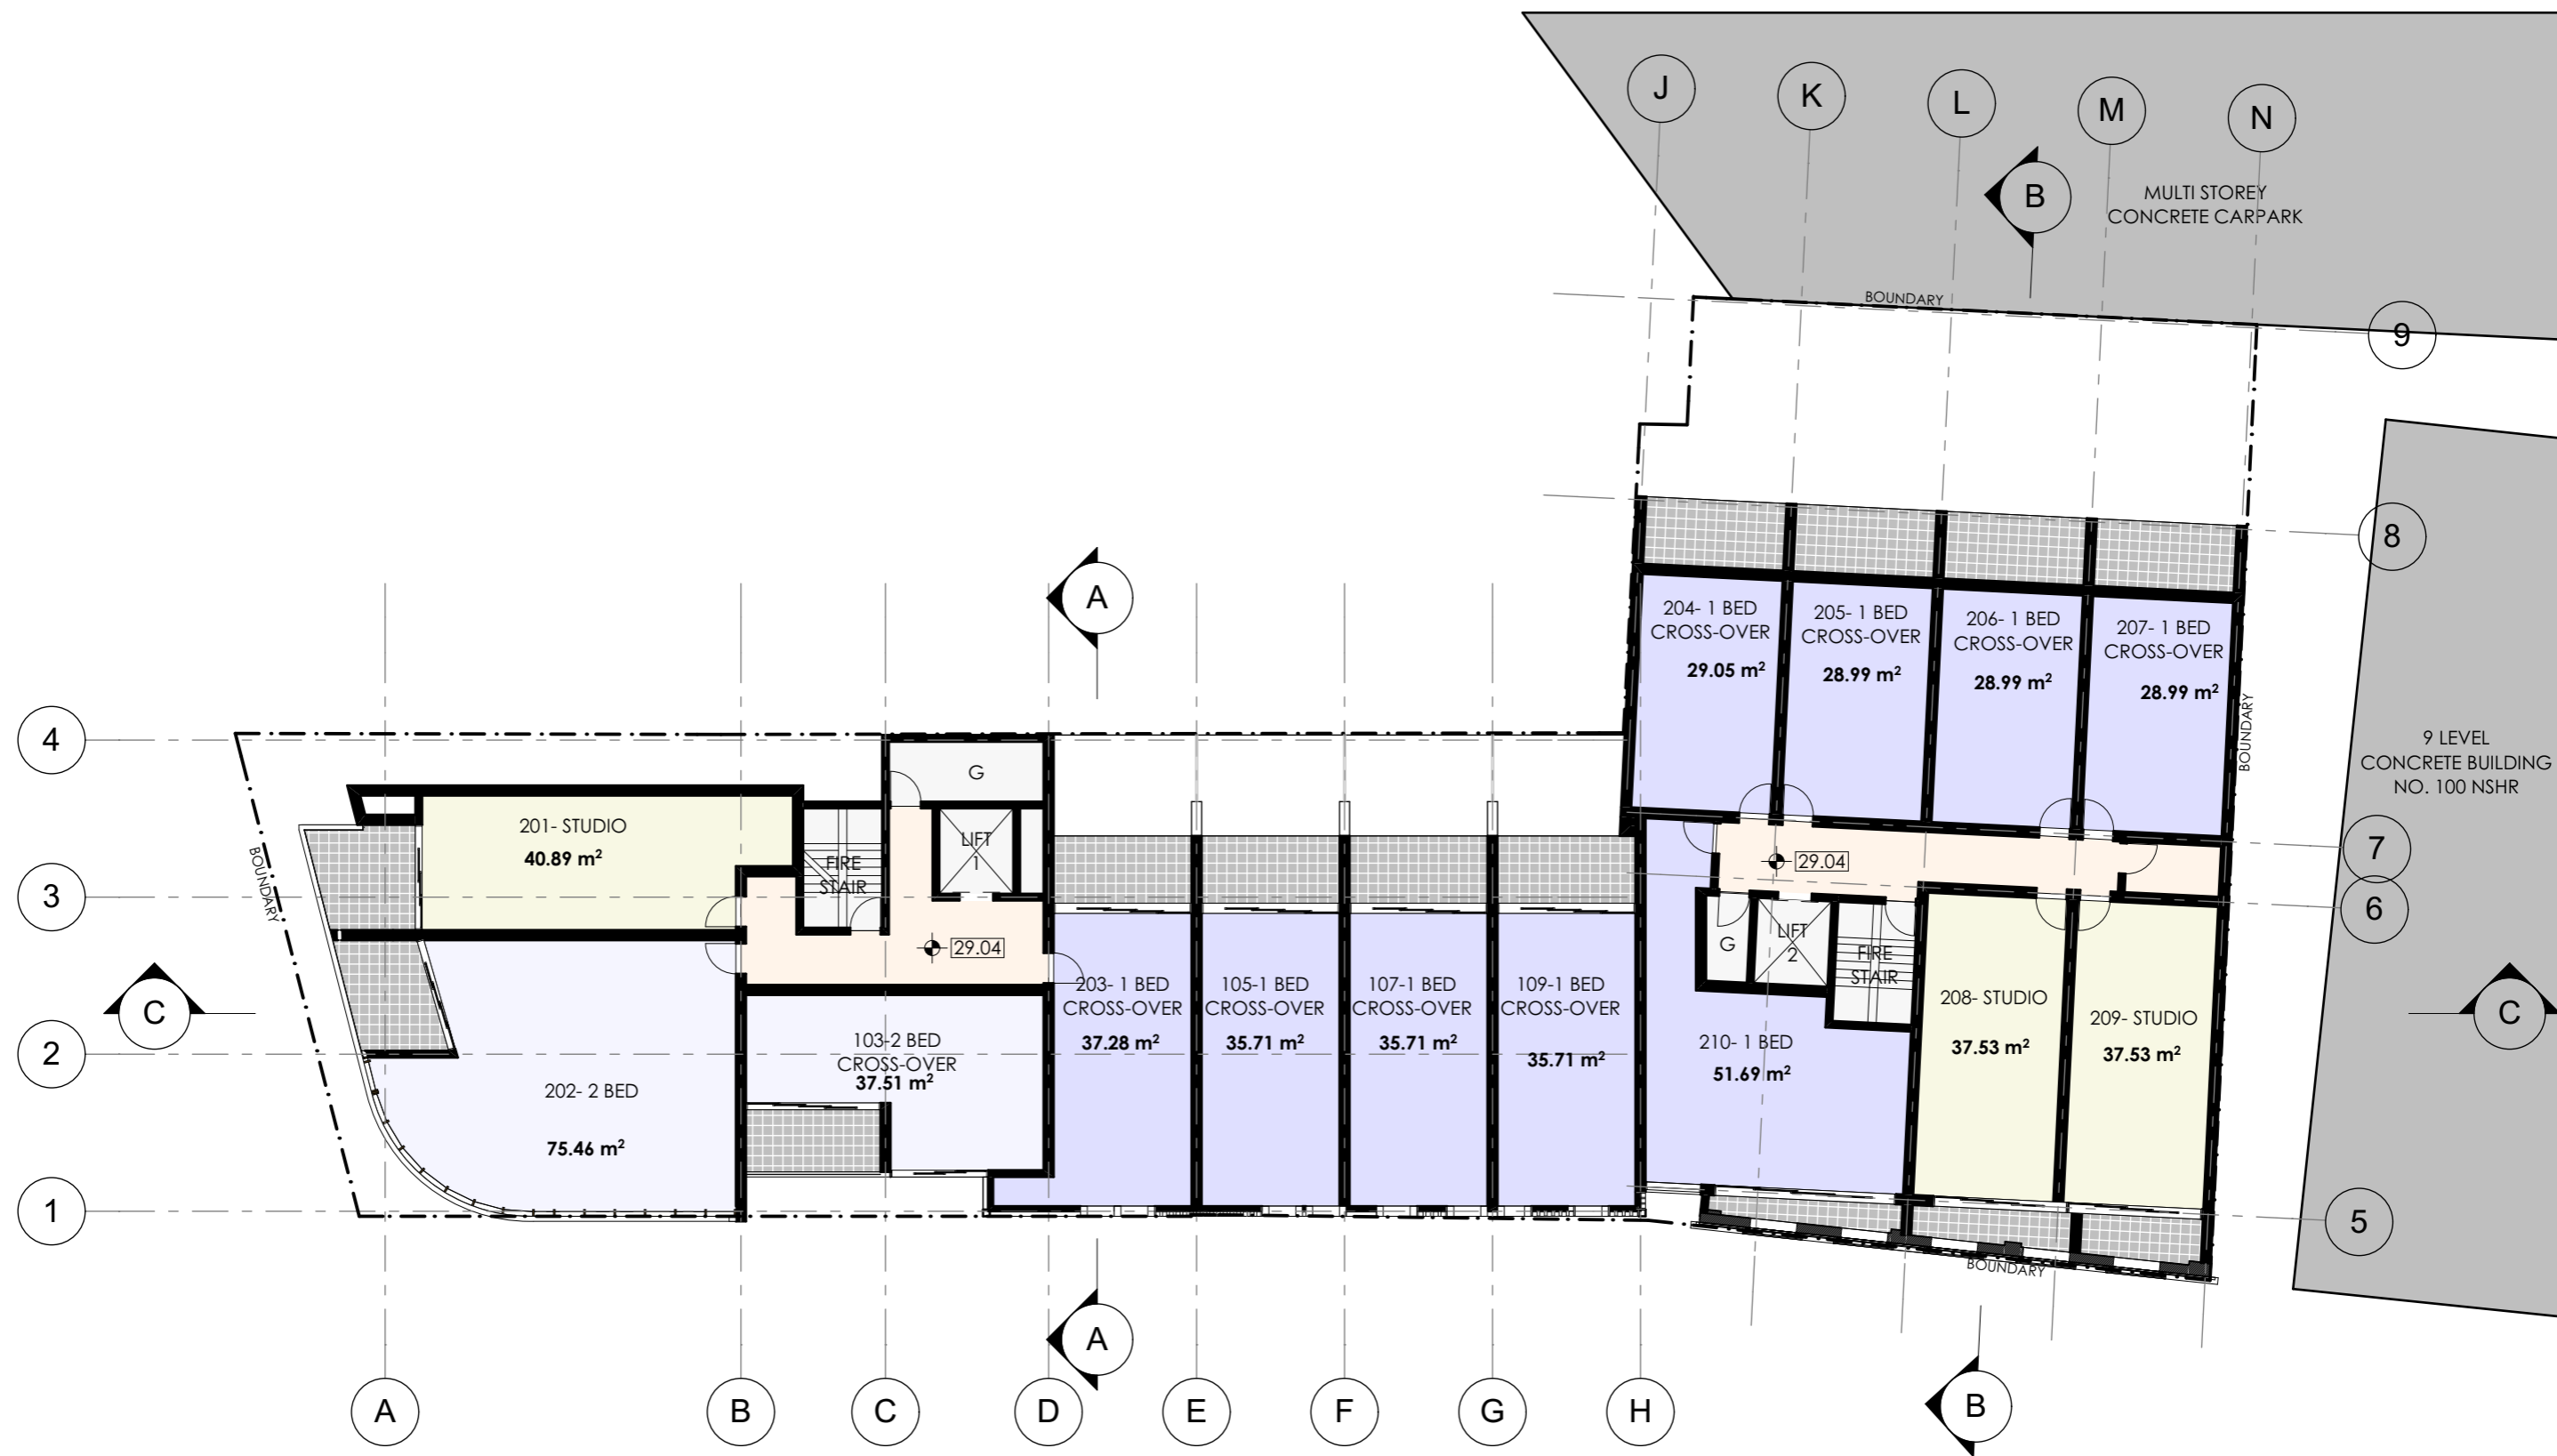 J
K
L
M
N
B
MULTI STOREY
CONCRETE CARPARK
BOUNDARY
9
8
A
204- 1 BED
CROSS-OVER
29.05 m²
205- 1 BED
CROSS-OVER
28.99 m²
206- 1 BED
CROSS-OVER
28.99 m²
207- 1 BED
CROSS-OVER
28.99 m²
BOUNDARY
9 LEVEL
CONCRETE BUILDING
NO. 100 NSHR
4
G
201- STUDIO
40.89 m²
FIRE
STAIR
LIFT
1
BOUNDARY
3
29.04
29.04
7
6
G
LIFT
2
FIRE
STAIR
C
203- 1 BED
CROSS-OVER
37.28 m²
105-1 BED
CROSS-OVER
35.71 m²
107-1 BED
CROSS-OVER
35.71 m²
109-1 BED
CROSS-OVER
35.71 m²
208- STUDIO
37.53 m²
209- STUDIO
37.53 m²
C
2
103-2 BED
CROSS-OVER
37.51 m²
210- 1 BED
51.69 m²
202- 2 BED
75.46 m²
1
5
BOUNDARY
A
A
B
C
D
E
F
G
H
B